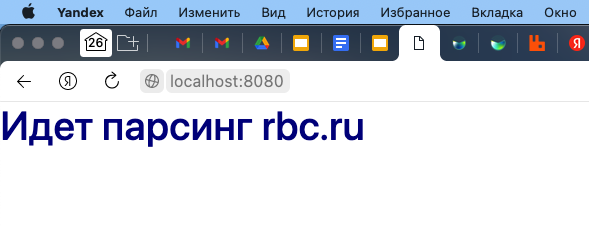 Yandex Файл Изменить Вид История Избранное Вкладка Окно
26
Я
Я localhost:8080
Идет парсинг rbc.ru